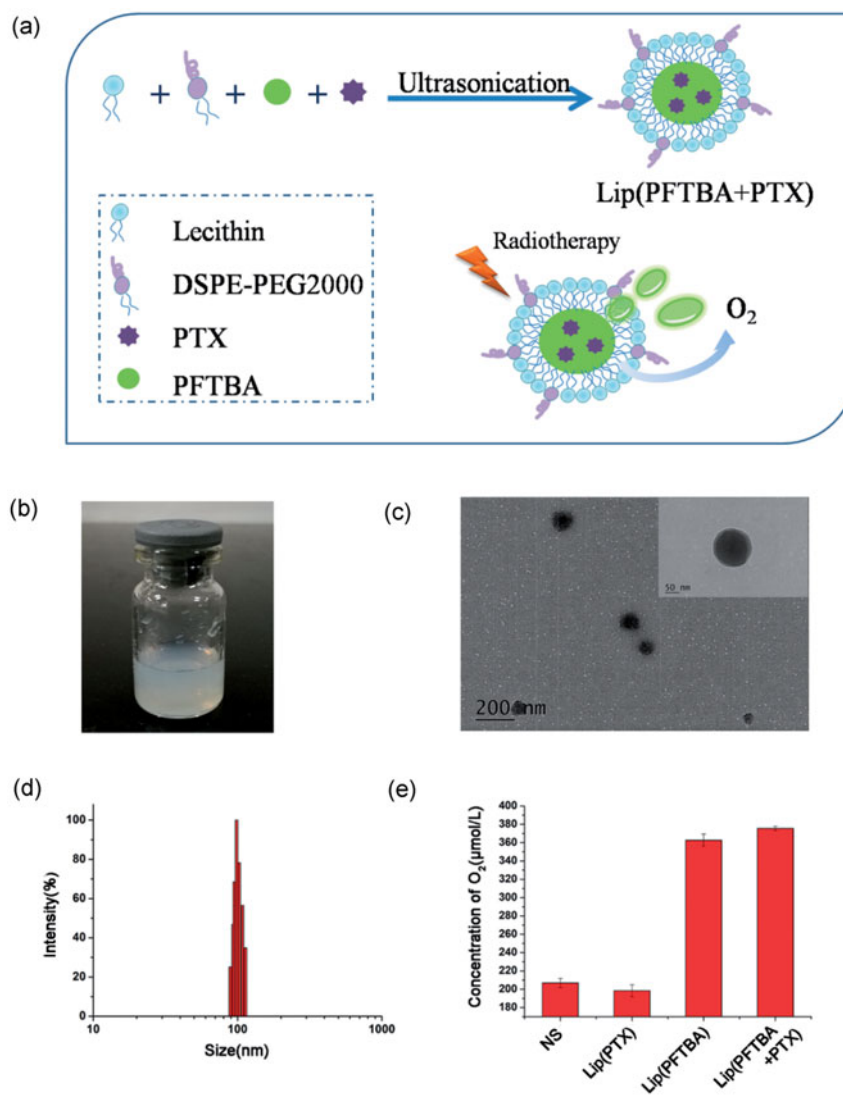 (a)
+ + +
Ultrasonication
Lip(PFTBA+PTX)
Lecithin
DSPE-PEG2000
PTX
PFTBA
Radiotherapy
O2
(b)
(c)
50 nm
200 nm
(d)
Intensity(%)
100
80
60
40
20
0
10
100
1000
Size(nm)
(e)
Concentration of O2(μmol/L)
400
380
360
340
320
300
280
260
240
220
200
180
NS
Lip(PTX)
Lip(PFTBA)
Lip(PFTBA
+PTX)